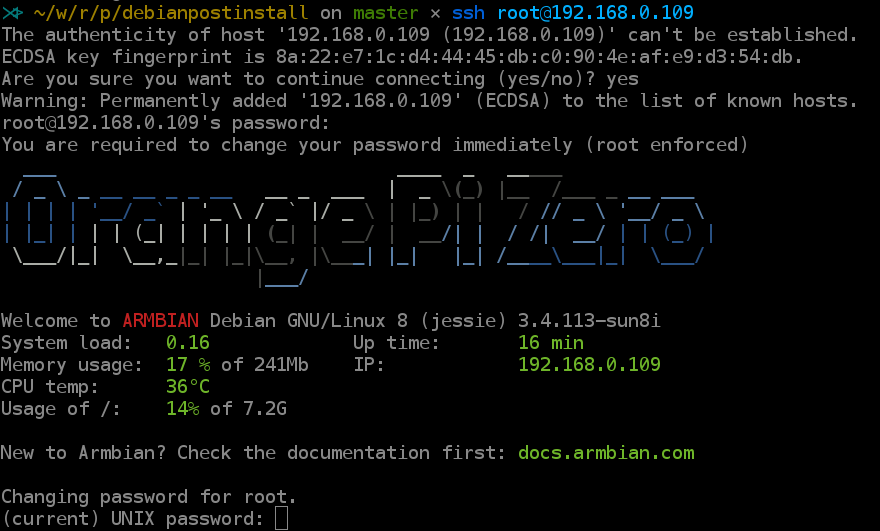 ~/w/r/p/debianpostinstall on master × ssh root@192.168.0.109
The authenticity of host '192.168.0.109 (192.168.0.109)' can't be established.
ECDSA key fingerprint is 8a:22:e7:1c:d4:44:45:db:c0:90:4e:af:e9:d3:54:db.
Are you sure you want to continue connecting (yes/no)? yes
Warning: Permanently added '192.168.0.109' (ECDSA) to the list of known hosts.
root@192.168.0.109's password:
You are required to change your password immediately (root enforced)
Orange Pi Zero
Welcome to ARMBIAN Debian GNU/Linux 8 (jessie) 3.4.113-sun8i
System load: 0.16 Up time: 16 min
Memory usage: 17 % of 241Mb IP: 192.168.0.109
CPU temp: 36°C
Usage of /: 14% of 7.2G
New to Armbian? Check the documentation first: docs.armbian.com
Changing password for root.
(current) UNIX password: